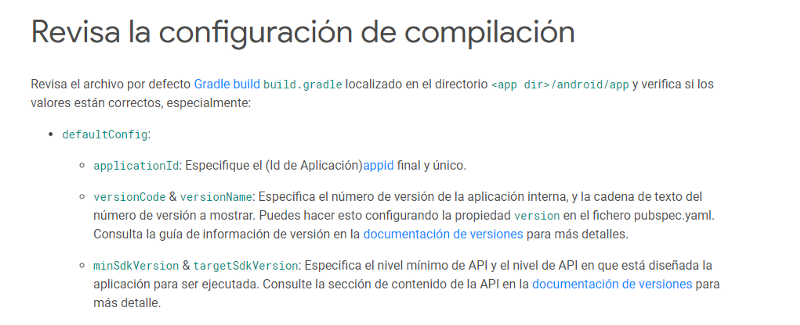 Revisa la configuración de compilación
Revisa el archivo por defecto Gradle build build.gradle localizado en el directorio <app dir>/android/app y verifica si los
valores están correctos, especialmente:
• defaultConfig:
◦ applicationId: Especifique el (Id de Aplicación)appid final y único.
◦ versionCode & versionName: Especifica el número de versión de la aplicación interna, y la cadena de texto del
número de versión a mostrar. Puedes hacer esto configurando la propiedad version en el fichero pubspec.yaml.
Consulta la guía de información de versión en la documentación de versiones para más detalles.
◦ minSdkVersion & targetSdkVersion: Especifica el nivel mínimo de API y el nivel de API en que está diseñada la
aplicación para ser ejecutada. Consulte la sección de contenido de la API en la documentación de versiones para
más detalle.